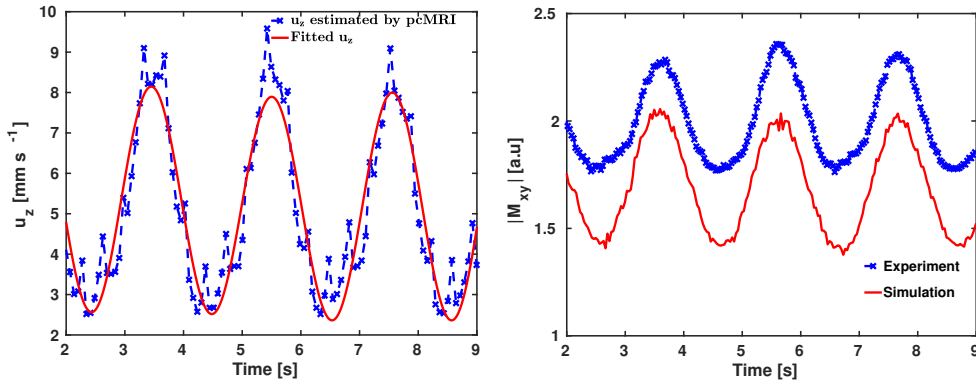 u_z estimated by pcMRI
Fitted u_z
10
9
8
7
6
5
4
3
2
u_z [mm s⁻¹]
2 3 4 5 6 7 8 9
Time [s]
2.5
2
1.5
1
|M_xy| [a.u]
Experiment
Simulation
2 3 4 5 6 7 8 9
Time [s]